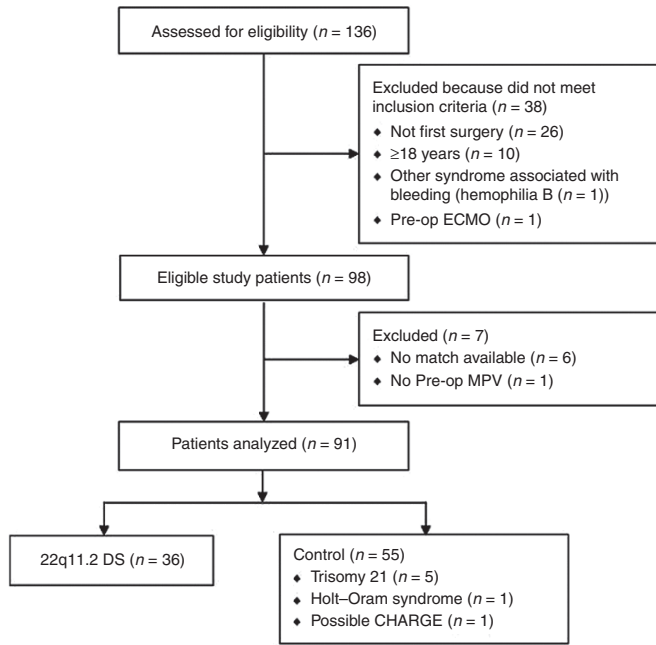 Assessed for eligibility (n = 136)
Excluded because did not meet
inclusion criteria (n = 38)
◆ Not first surgery (n = 26)
◆ ≥18 years (n = 10)
◆ Other syndrome associated with
bleeding (hemophilia B (n = 1))
◆ Pre-op ECMO (n = 1)
Eligible study patients (n = 98)
Excluded (n = 7)
◆ No match available (n = 6)
◆ No Pre-op MPV (n = 1)
Patients analyzed (n = 91)
22q11.2 DS (n = 36)
Control (n = 55)
◆ Trisomy 21 (n = 5)
◆ Holt–Oram syndrome (n = 1)
◆ Possible CHARGE (n = 1)